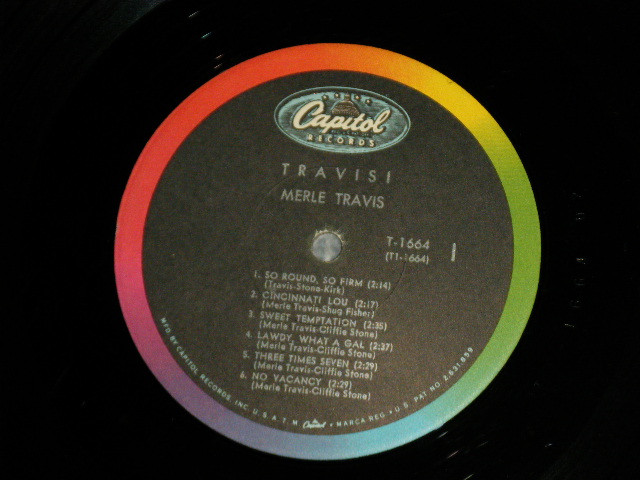 Capitol
RECORDS
TRAVIS!
MERLE TRAVIS
T-1664
(T1-1664)
1
1. SO ROUND, SO FIRM (2:14)
(Travis-Stone-Kirk)
2. CINCINNATI LOU (2:17)
(Merle Travis-Shug Fisher)
3. SWEET TEMPTATION (2:35)
(Merle Travis-Cliffie Stone)
4. LAWDY, WHAT A GAL (2:37)
(Merle Travis-Cliffie Stone)
5. THREE TIMES SEVEN (2:29)
(Merle Travis-Cliffie Stone)
6. NO VACANCY (2:29)
(Merle Travis-Cliffie Stone)
MFD. BY CAPITOL RECORDS, INC. U.S.A. T.M. Capitol MARCA REG. • U.S. PAT. NO. 2,631,859